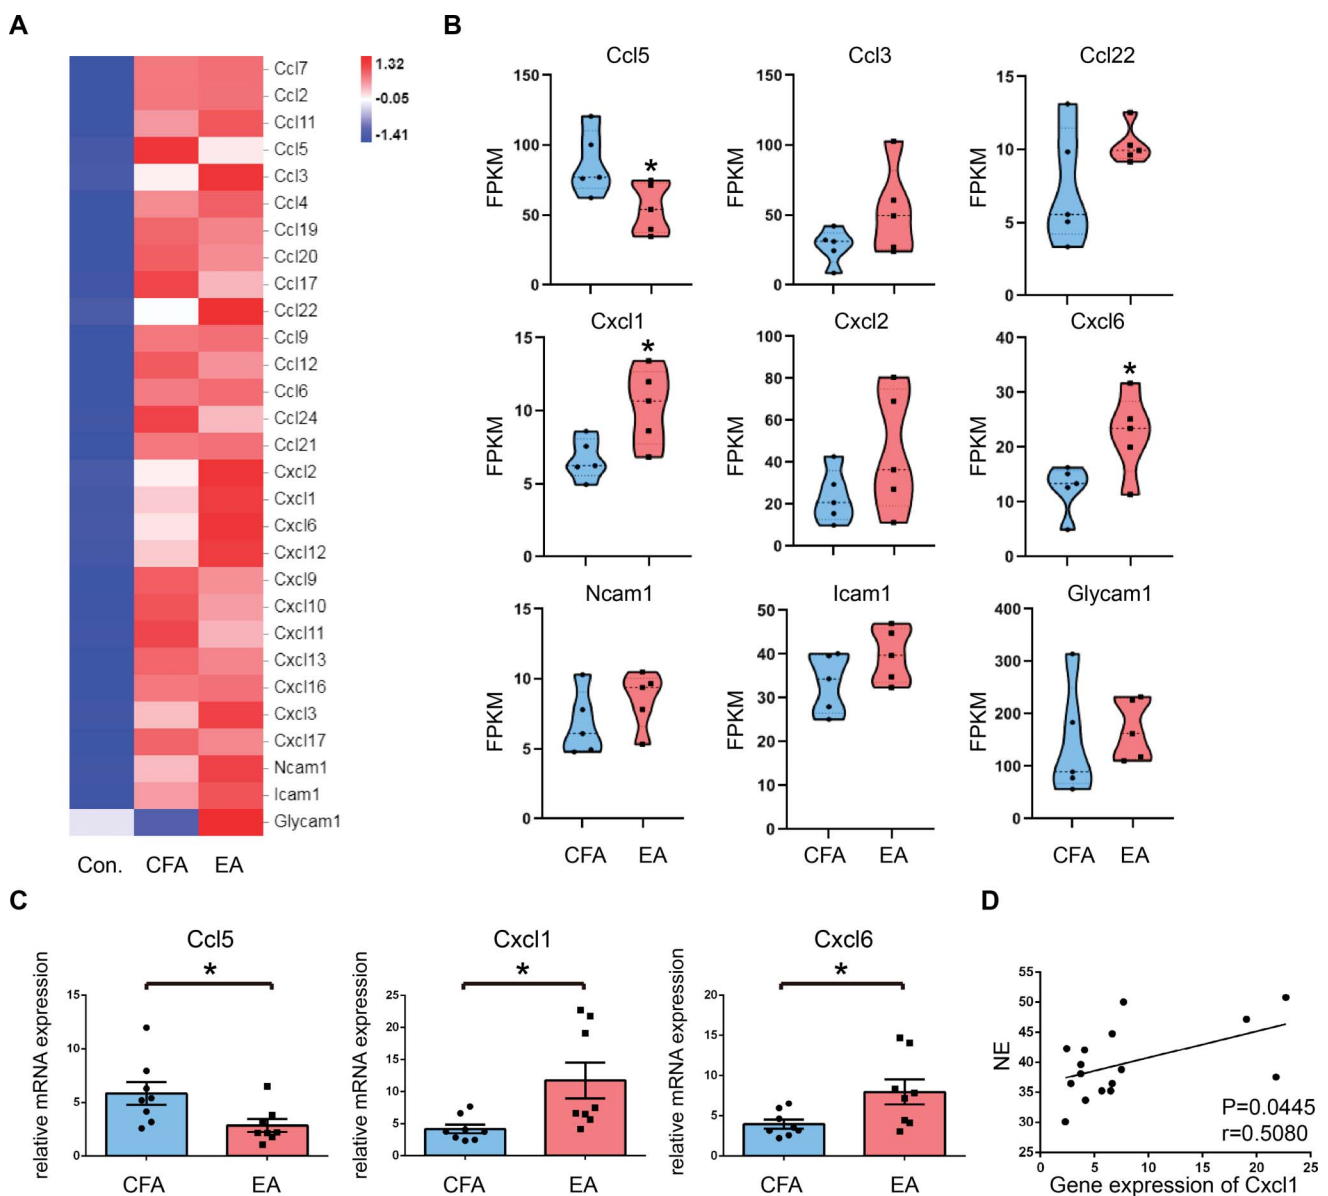 A
1.32
-0.05
-1.41
Ccl7
Ccl2
Ccl11
Ccl5
Ccl3
Ccl4
Ccl19
Ccl20
Ccl17
Ccl22
Ccl9
Ccl12
Ccl6
Ccl24
Ccl21
Cxcl2
Cxcl1
Cxcl6
Cxcl12
Cxcl9
Cxcl10
Cxcl11
Cxcl13
Cxcl16
Cxcl3
Cxcl17
Ncam1
Icam1
Glycam1
Con. CFA EA
B
Ccl5
FPKM
150
100
50
0
*
Ccl3
FPKM
150
100
50
0
Ccl22
FPKM
15
10
5
0
Cxcl1
FPKM
15
10
5
0
*
Cxcl2
FPKM
100
80
60
40
20
0
Cxcl6
FPKM
40
30
20
10
0
*
Ncam1
FPKM
15
10
5
0
CFA EA
Icam1
FPKM
50
40
30
20
10
0
CFA EA
Glycam1
FPKM
400
300
200
100
0
CFA EA
C
Ccl5
relative mRNA expression
15
10
5
0
*
CFA EA
Cxcl1
relative mRNA expression
25
20
15
10
5
0
*
CFA EA
Cxcl6
relative mRNA expression
20
15
10
5
0
*
CFA EA
D
NE
55
50
45
40
35
30
25
P=0.0445
r=0.5080
0 5 10 15 20 25
Gene expression of Cxcl1